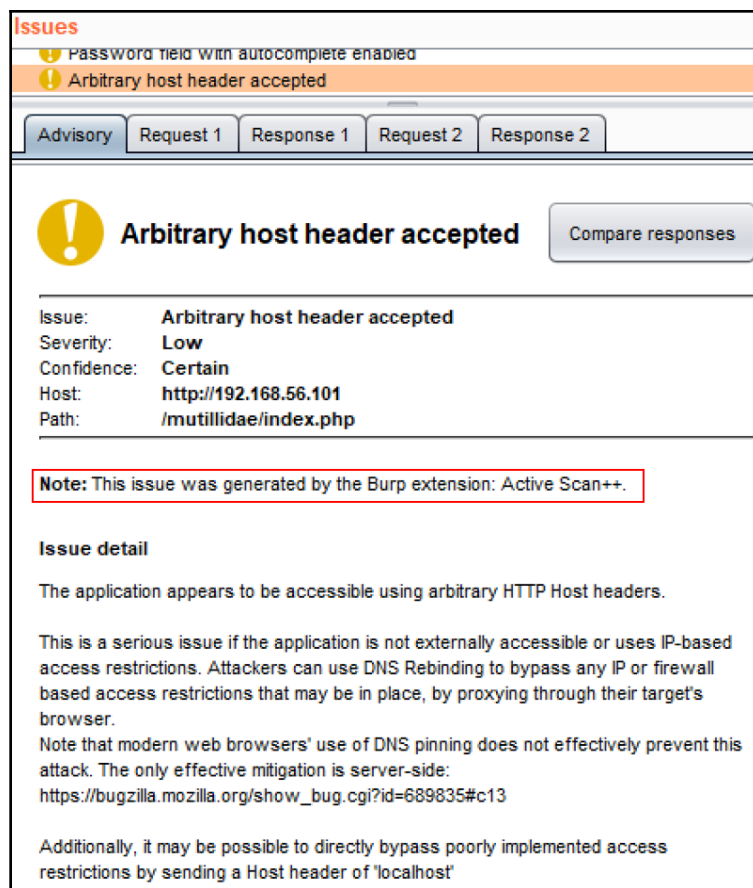 Issues
Password field with autocomplete enabled
Arbitrary host header accepted
Advisory Request 1 Response 1 Request 2 Response 2
Arbitrary host header accepted Compare responses
Issue: Arbitrary host header accepted
Severity: Low
Confidence: Certain
Host: http://192.168.56.101
Path: /mutillidae/index.php
Note: This issue was generated by the Burp extension: Active Scan++.
Issue detail
The application appears to be accessible using arbitrary HTTP Host headers.
This is a serious issue if the application is not externally accessible or uses IP-based
access restrictions. Attackers can use DNS Rebinding to bypass any IP or firewall
based access restrictions that may be in place, by proxying through their target's
browser.
Note that modern web browsers' use of DNS pinning does not effectively prevent this
attack. The only effective mitigation is server-side:
https://bugzilla.mozilla.org/show_bug.cgi?id=689835#c13
Additionally, it may be possible to directly bypass poorly implemented access
restrictions by sending a Host header of 'localhost'